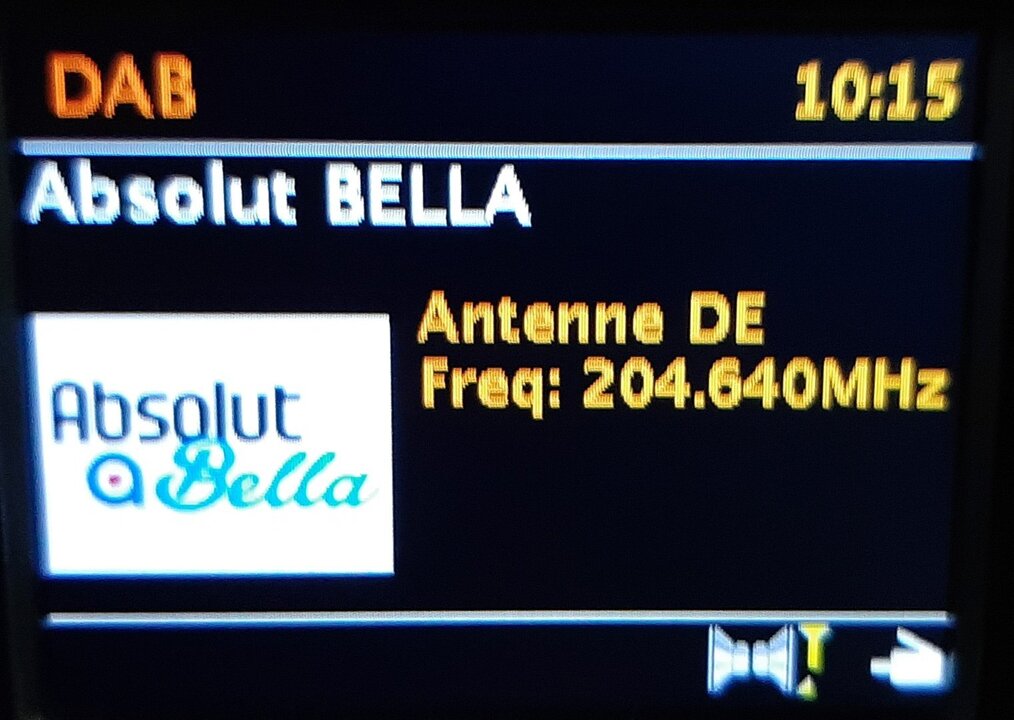 DAB
10:15
Absolut BELLA
Antenne DE
Freq: 204.640MHz
Absolut
a Bella
T